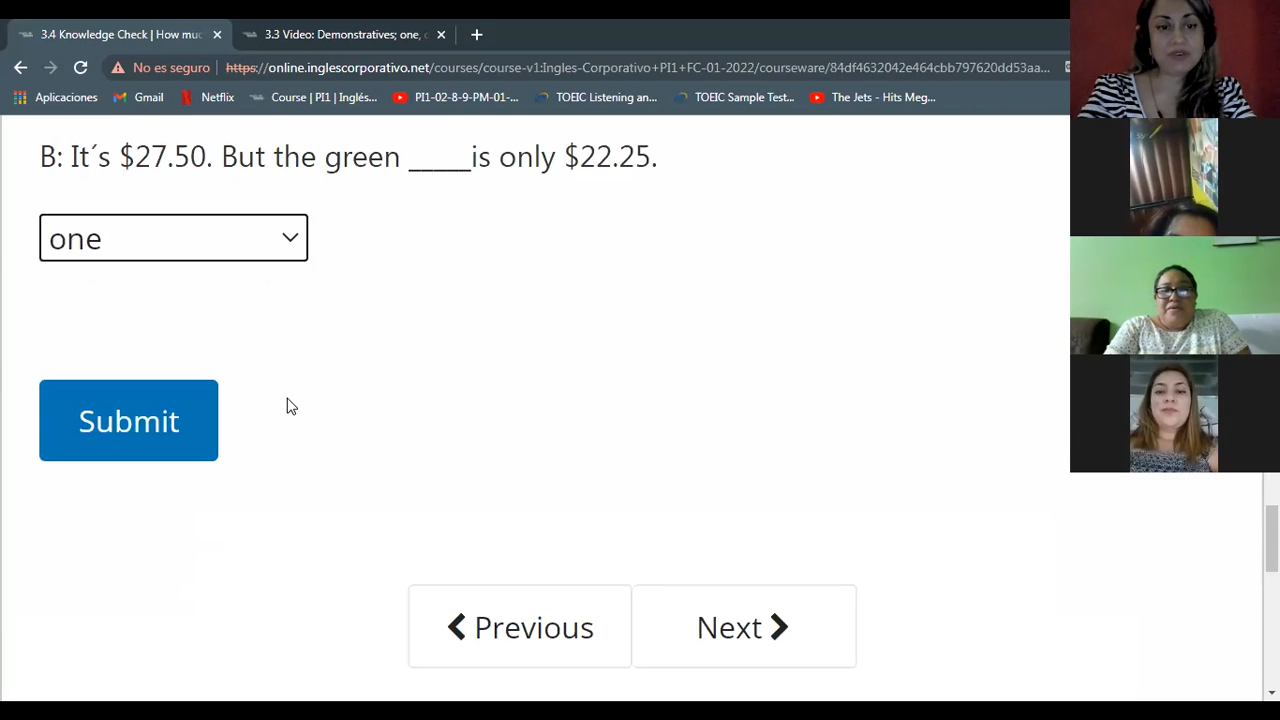 3.4 Knowledge Check | How muc
3.3 Video: Demonstratives; one, o
No es seguro
https://online.inglescorporativo.net/courses/course-v1:Ingles-Corporativo+PI1+FC-01-2022/courseware/84df4632042e464cbb797620dd53aa...
Aplicaciones
Gmail
Netflix
Course | PI1 | Inglés...
PI1-02-8-9-PM-01-...
TOEIC Listening an...
TOEIC Sample Test...
The Jets - Hits Meg...
B: It´s $27.50. But the green _____is only $22.25.
one
Submit
Previous
Next